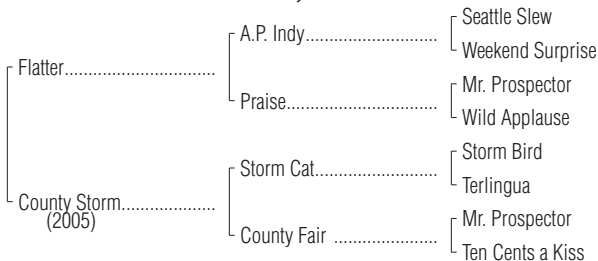 Seattle Slew
A.P. Indy
Weekend Surprise
Flatter
Mr. Prospector
Praise
Wild Applause
Storm Bird
Storm Cat
Terlingua
County Storm
(2005)
Mr. Prospector
County Fair
Ten Cents a Kiss